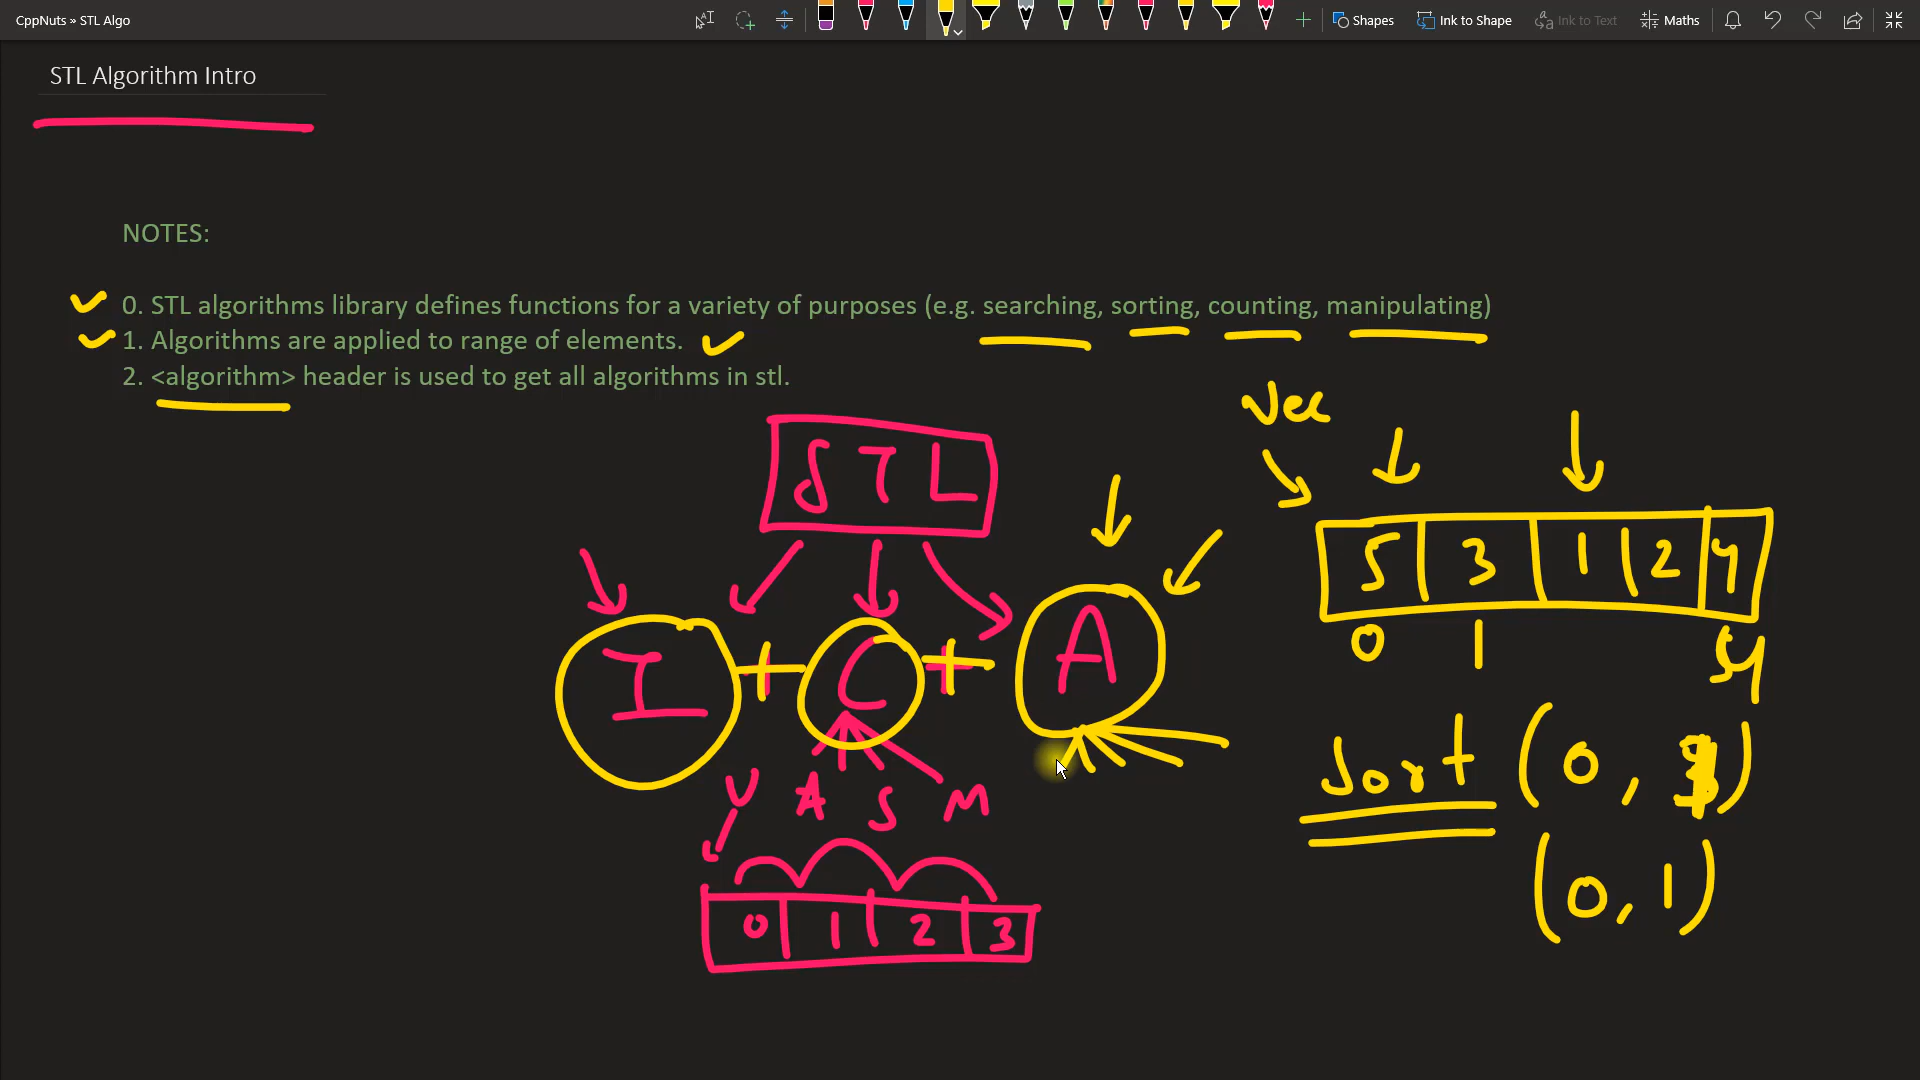 CppNuts » STL Algo
Shapes
Ink to Shape
Ink to Text
Maths
STL Algorithm Intro
NOTES:
0. STL algorithms library defines functions for a variety of purposes (e.g. searching, sorting, counting, manipulating)
1. Algorithms are applied to range of elements.
2. <algorithm> header is used to get all algorithms in stl.
Vec
STL
5 3 1 2 4
0 1 4
I + C + A
Sort (0, )
V A S M
(0, 1)
0 1 2 3